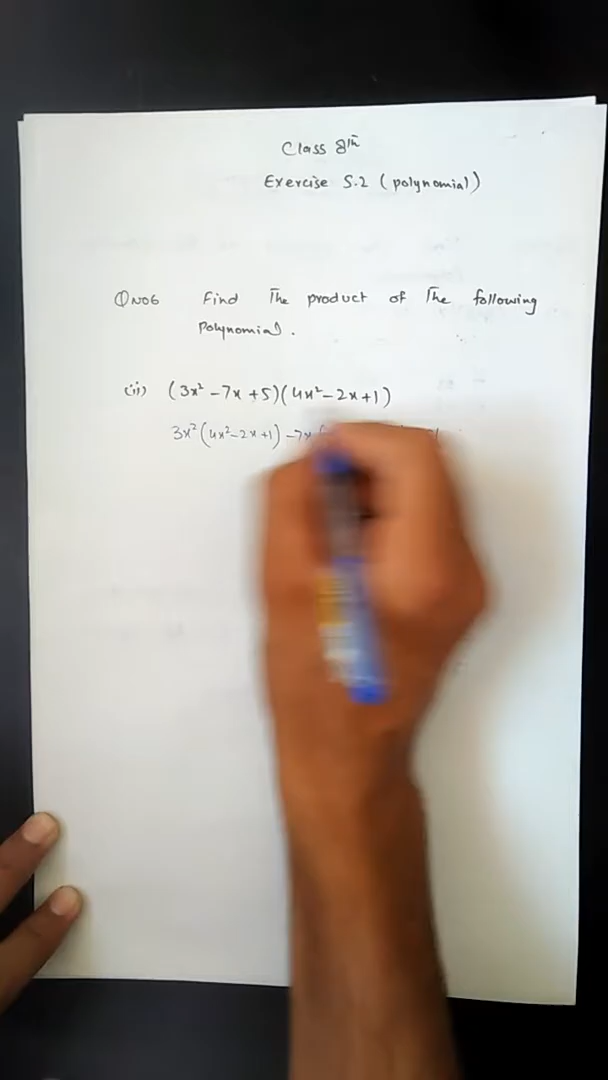 Class 8th
Exercise 5.2 (polynomial)
QNo6 Find The product of The following
Polynomial.
(ii) (3x² -7x +5)(4x² -2x+1)
3x²(4x²-2x+1) -7x(